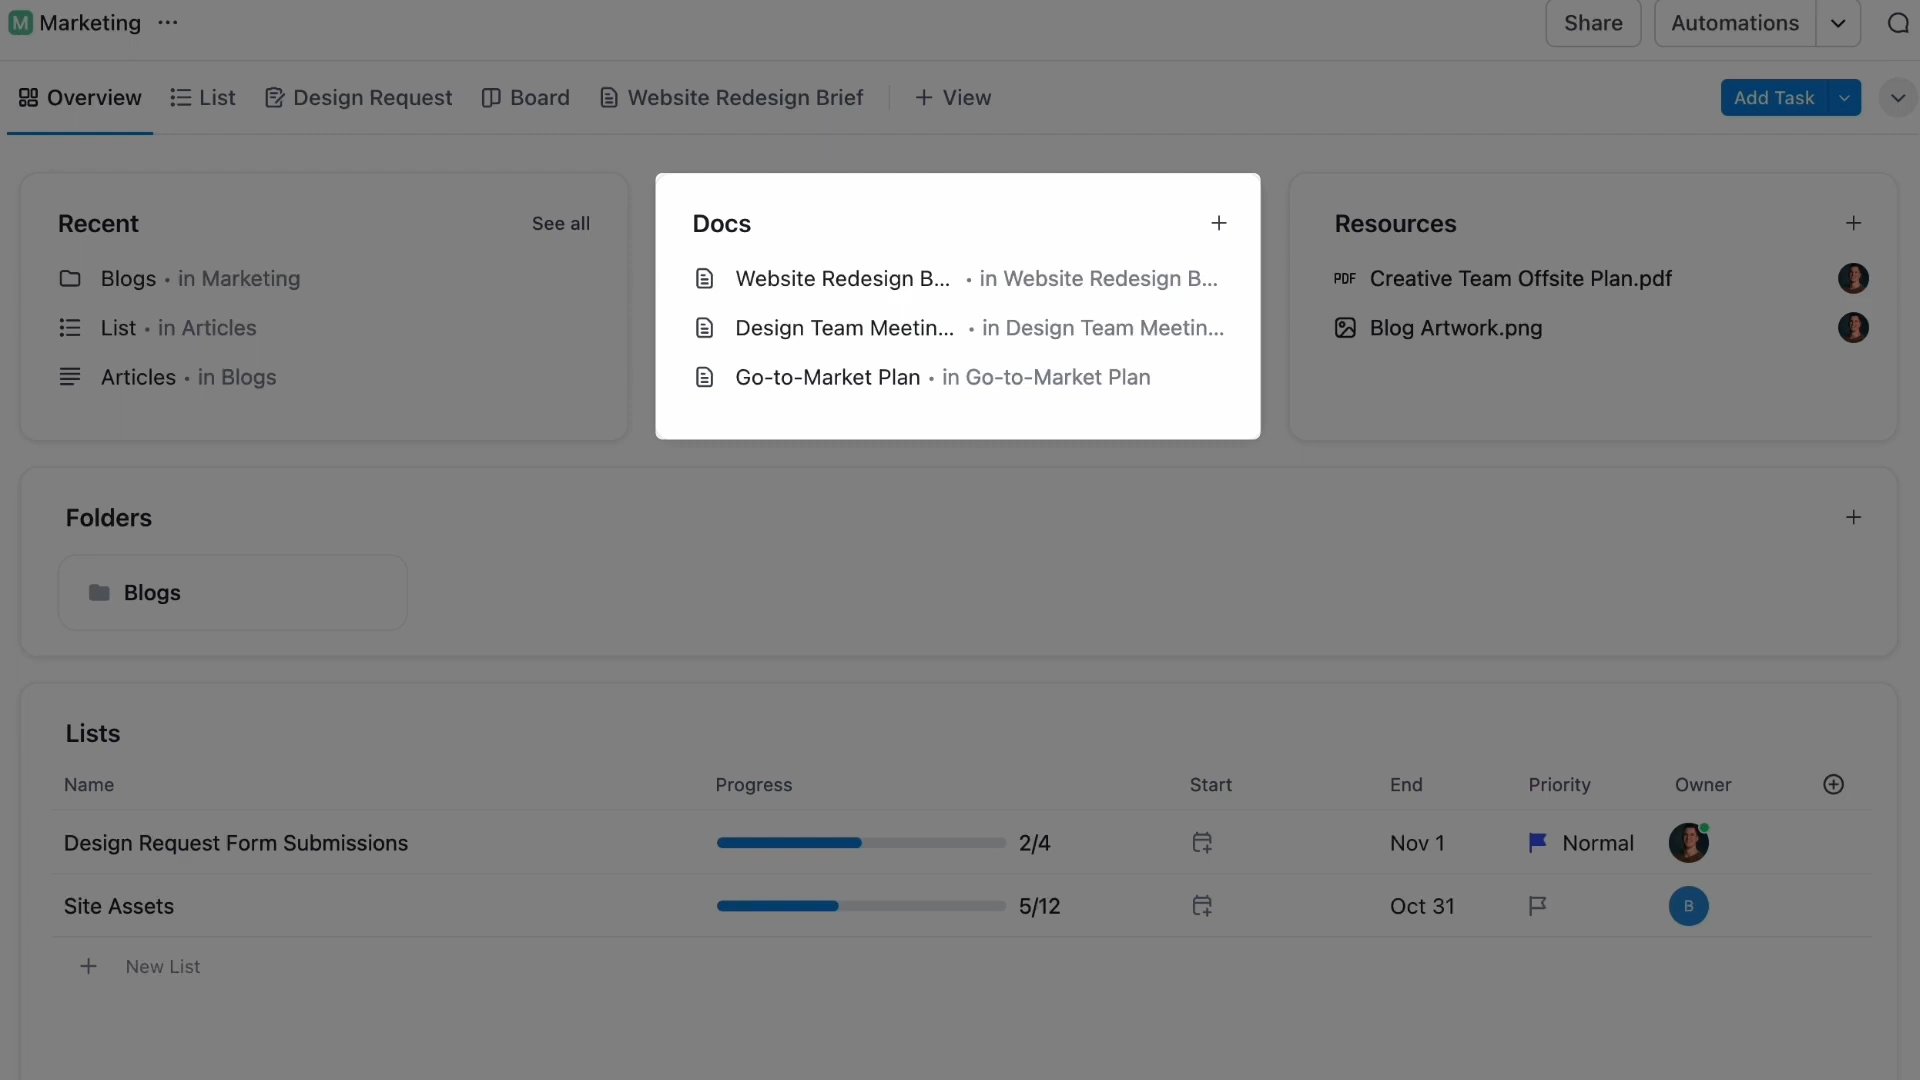 M Marketing ...
Share
Automations
Overview
List
Design Request
Board
Website Redesign Brief
+ View
Add Task
Recent
See all
Blogs • in Marketing
List • in Articles
Articles • in Blogs
Docs
Website Redesign B... • in Website Redesign B...
Design Team Meetin... • in Design Team Meetin...
Go-to-Market Plan • in Go-to-Market Plan
Resources
PDF Creative Team Offsite Plan.pdf
Blog Artwork.png
Folders
Blogs
Lists
Name Progress Start End Priority Owner
Design Request Form Submissions 2/4 Nov 1 Normal
Site Assets 5/12 Oct 31 B
+ New List